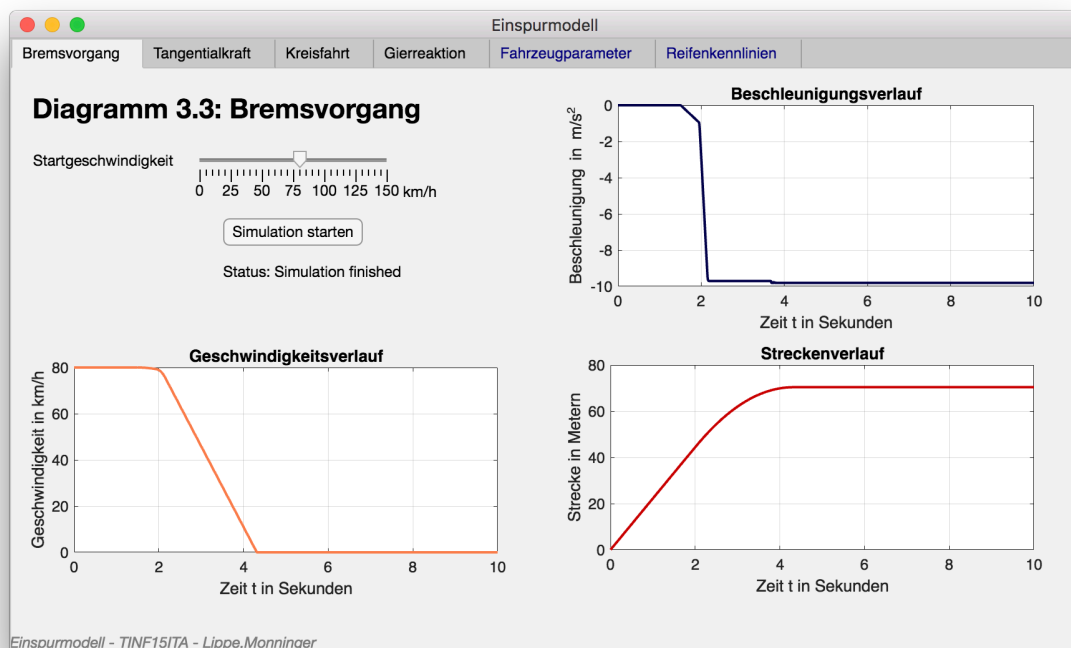 Einspurmodell
Bremsvorgang Tangentialkraft Kreisfahrt Gierreaktion Fahrzeugparameter Reifenkennlinien
Diagramm 3.3: Bremsvorgang
Startgeschwindigkeit
0 25 50 75 100 125 150 km/h
Simulation starten
Status: Simulation finished
Beschleunigungsverlauf
Beschleunigung in m/s²
0
-2
-4
-6
-8
-10
0 2 4 6 8 10
Zeit t in Sekunden
Geschwindigkeitsverlauf
Geschwindigkeit in km/h
80
60
40
20
0
0 2 4 6 8 10
Zeit t in Sekunden
Streckenverlauf
Strecke in Metern
80
60
40
20
0
0 2 4 6 8 10
Zeit t in Sekunden
Einspurmodell - TINF15ITA - Lippe,Monninger